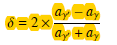 δ = 2 × (a_γ' − a_γ) / (a_γ' + a_γ)